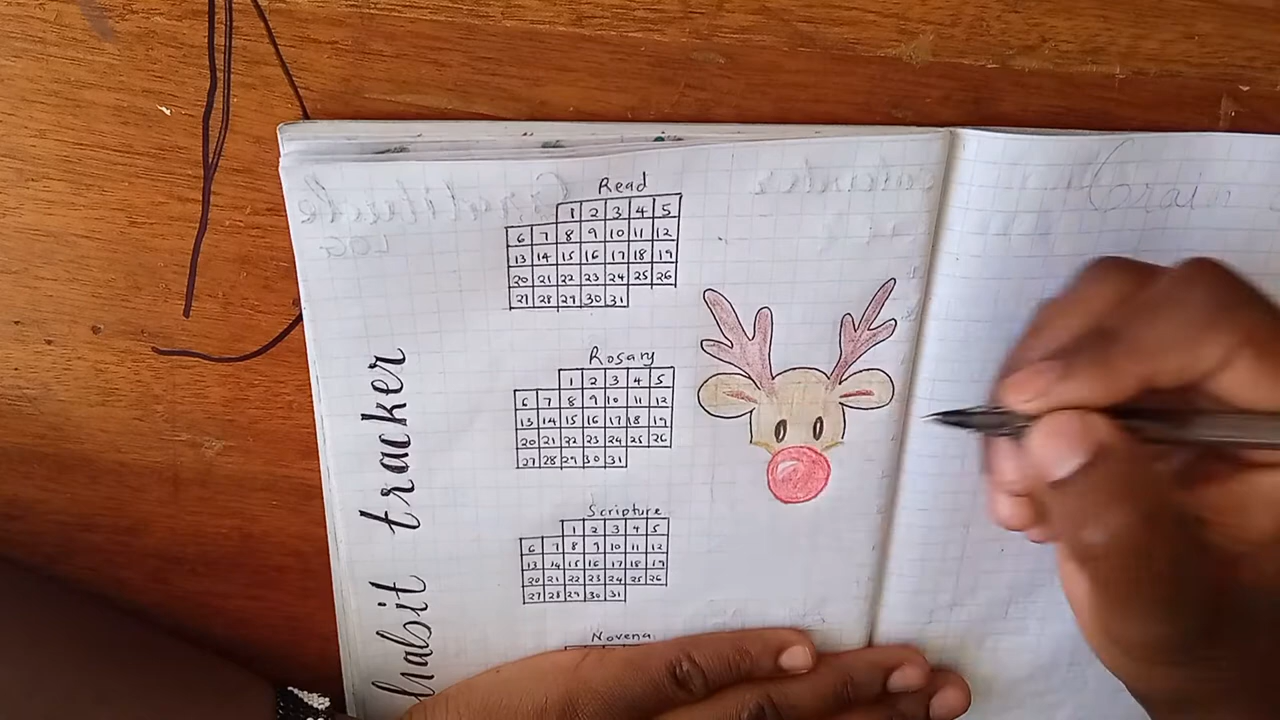 habit tracker
Read
1 2 3 4 5
6 7 8 9 10 11 12
13 14 15 16 17 18 19
20 21 22 23 24 25 26
27 28 29 30 31
Rosary
1 2 3 4 5
6 7 8 9 10 11 12
13 14 15 16 17 18 19
20 21 22 23 24 25 26
27 28 29 30 31
Scripture
1 2 3 4 5
6 7 8 9 10 11 12
13 14 15 16 17 18 19
20 21 22 23 24 25 26
27 28 29 30 31
Novena
Gratitude
LOG